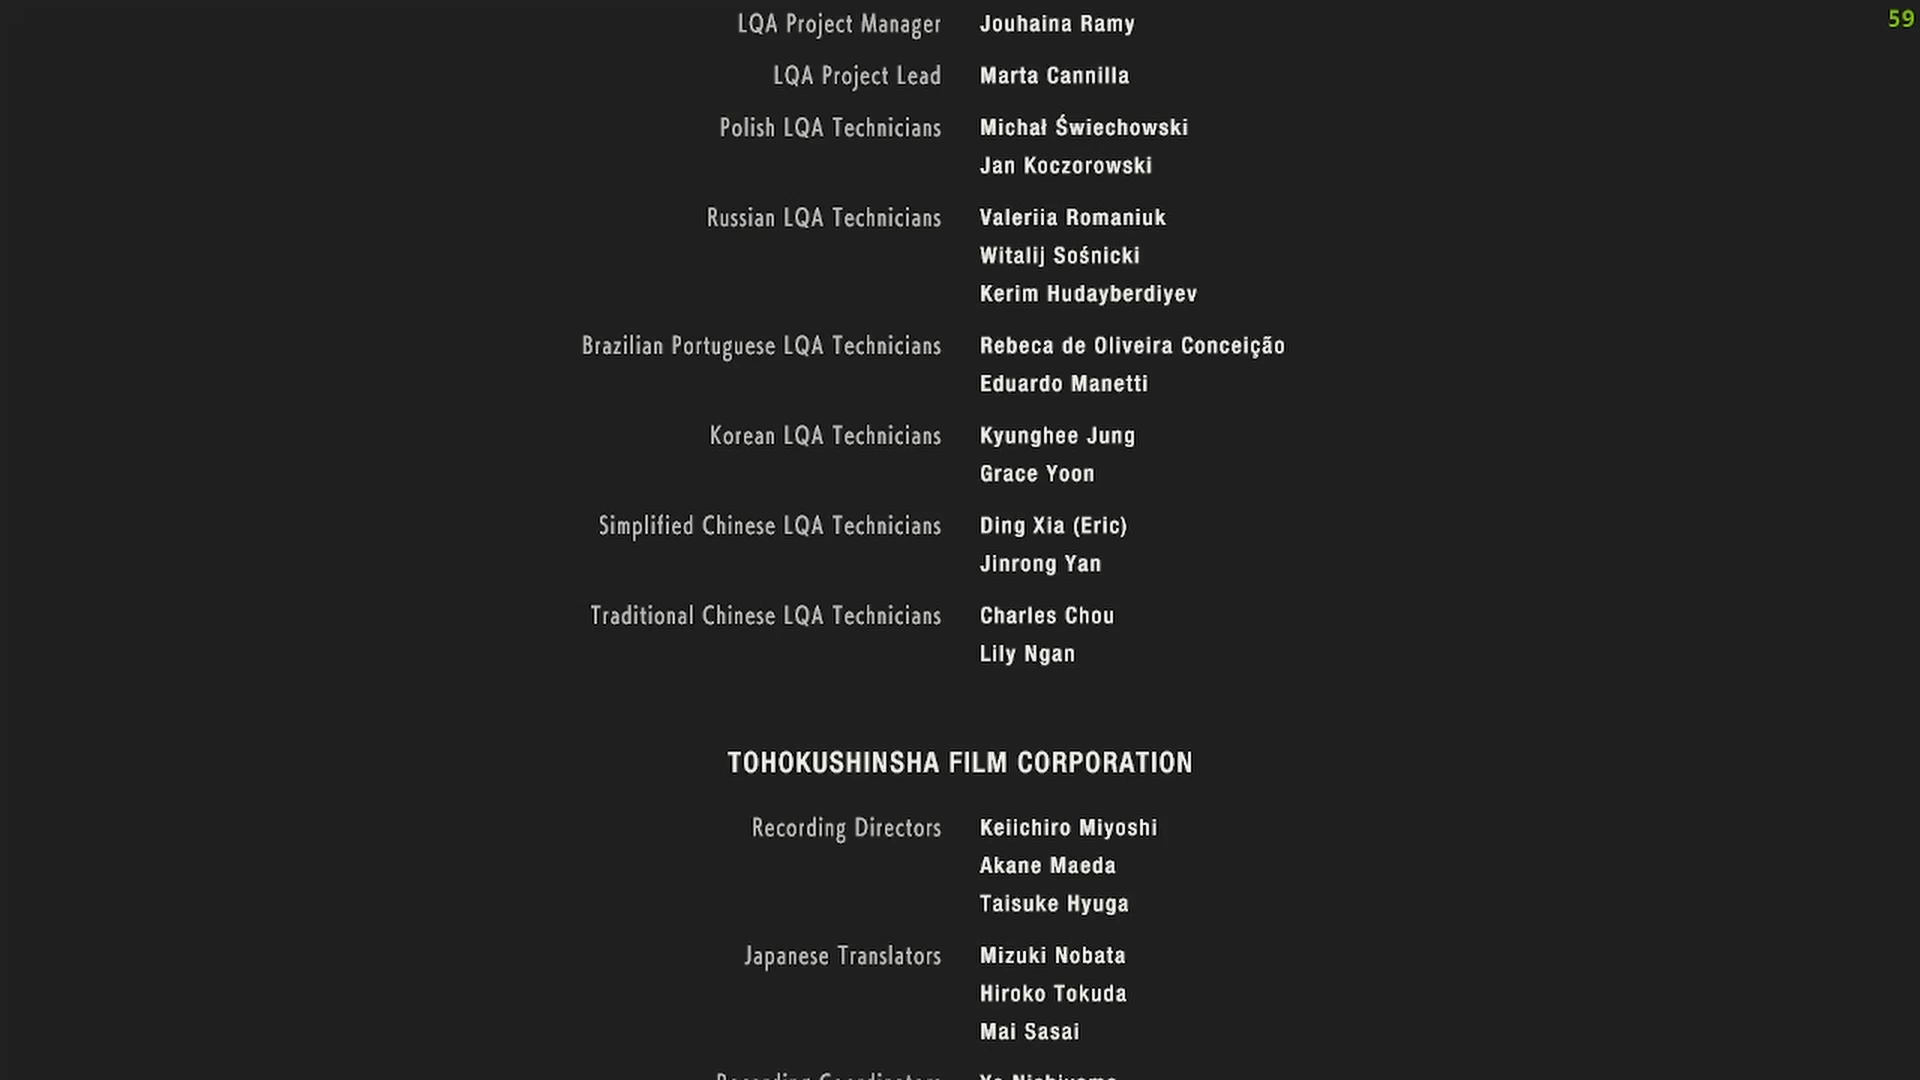 59
LQA Project Manager Jouhaina Ramy
LQA Project Lead Marta Cannilla
Polish LQA Technicians Michał Świechowski
Jan Koczorowski
Russian LQA Technicians Valeriia Romaniuk
Witalij Sośnicki
Kerim Hudayberdiyev
Brazilian Portuguese LQA Technicians Rebeca de Oliveira Conceição
Eduardo Manetti
Korean LQA Technicians Kyunghee Jung
Grace Yoon
Simplified Chinese LQA Technicians Ding Xia (Eric)
Jinrong Yan
Traditional Chinese LQA Technicians Charles Chou
Lily Ngan
TOHOKUSHINSHA FILM CORPORATION
Recording Directors Keiichiro Miyoshi
Akane Maeda
Taisuke Hyuga
Japanese Translators Mizuki Nobata
Hiroko Tokuda
Mai Sasai